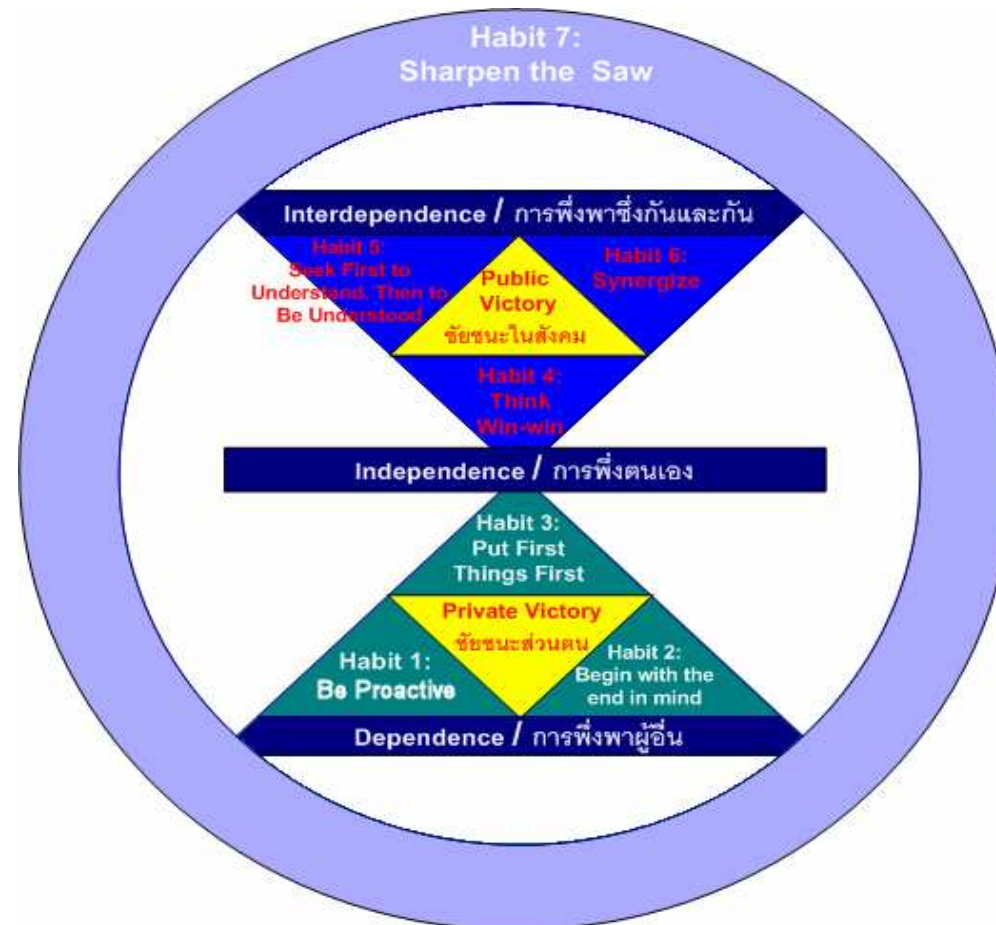 Habit 7:
Sharpen the Saw
Interdependence / การพึ่งพาซึ่งกันและกัน
Habit 5:
Seek First to
Understand, Then to
Be Understood
Public
Victory
ชัยชนะในสังคม
Habit 6:
Synergize
Habit 4:
Think
Win-win
Independence / การพึ่งตนเอง
Habit 3:
Put First
Things First
Private Victory
ชัยชนะส่วนตน
Habit 1:
Be Proactive
Habit 2:
Begin with the
end in mind
Dependence / การพึ่งพาผู้อื่น